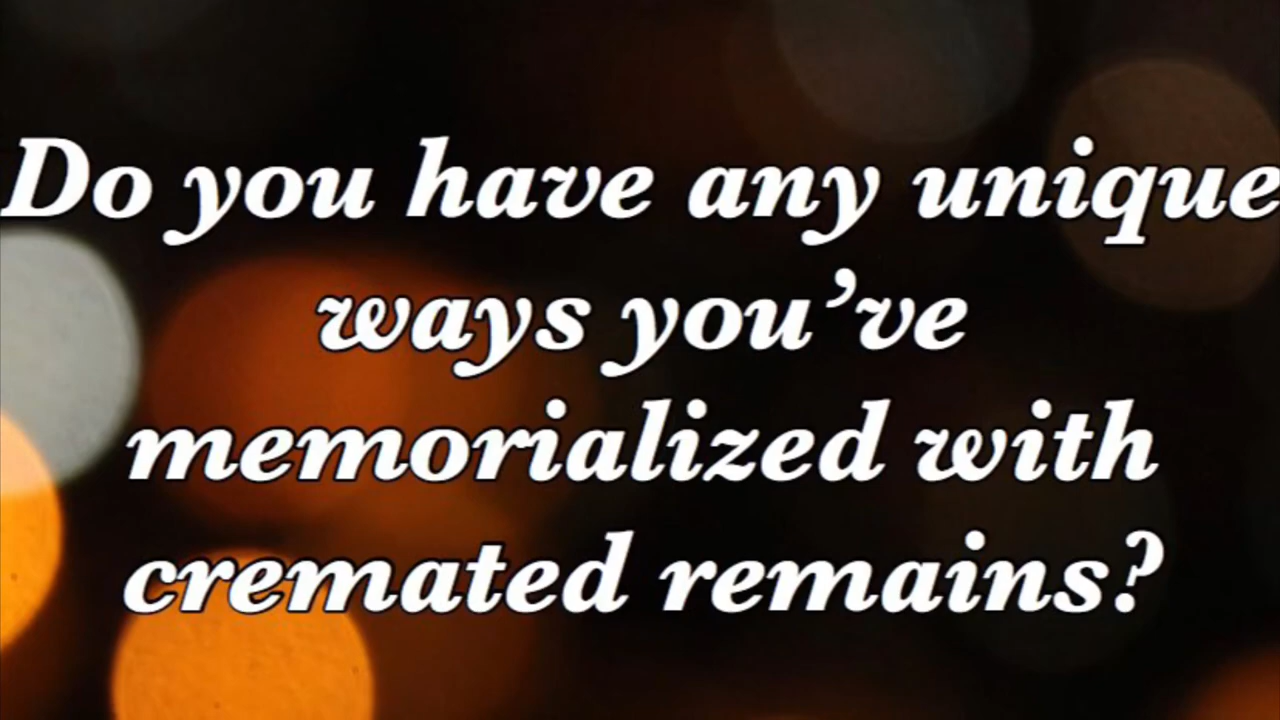 Do you have any unique
ways you’ve
memorialized with
cremated remains?